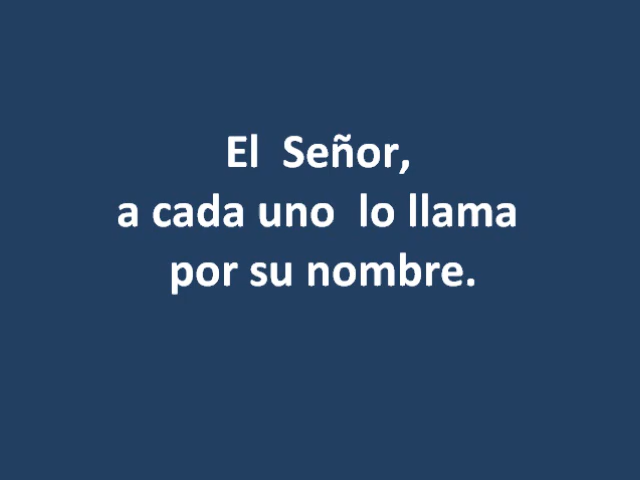 El Señor,
a cada uno lo llama
por su nombre.